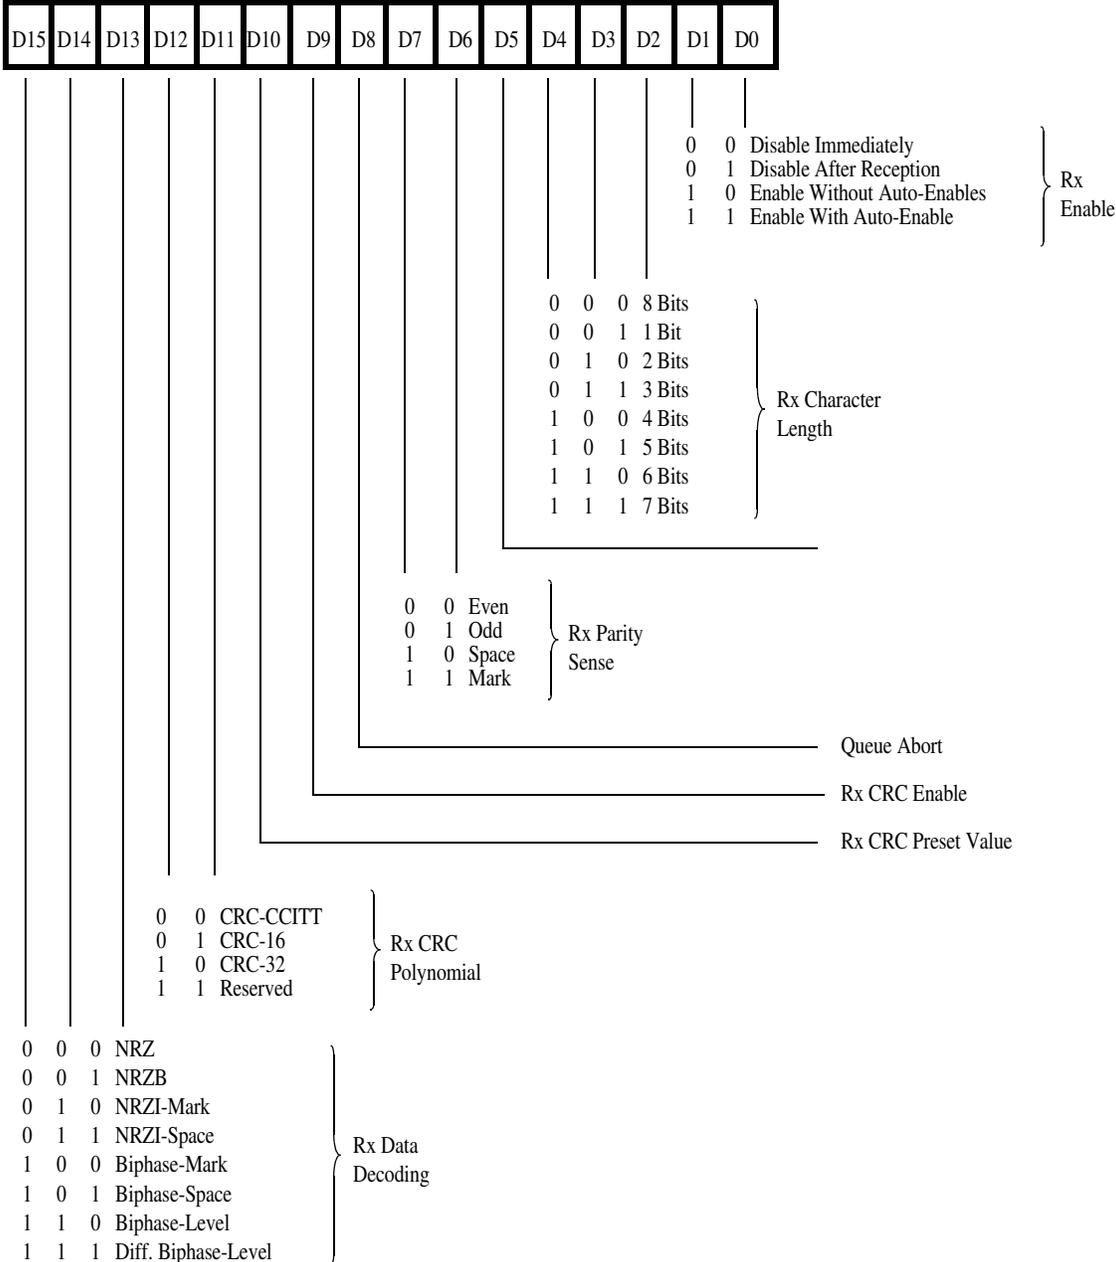 D15 D14 D13 D12 D11 D10 D9 D8 D7 D6 D5 D4 D3 D2 D1 D0
0 0 Disable Immediately
0 1 Disable After Reception
1 0 Enable Without Auto-Enables
1 1 Enable With Auto-Enable
Rx
Enable
0 0 0 8 Bits
0 0 1 1 Bit
0 1 0 2 Bits
0 1 1 3 Bits
1 0 0 4 Bits
1 0 1 5 Bits
1 1 0 6 Bits
1 1 1 7 Bits
Rx Character
Length
0 0 Even
0 1 Odd
1 0 Space
1 1 Mark
Rx Parity
Sense
Queue Abort
Rx CRC Enable
Rx CRC Preset Value
0 0 CRC-CCITT
0 1 CRC-16
1 0 CRC-32
1 1 Reserved
Rx CRC
Polynomial
0 0 0 NRZ
0 0 1 NRZB
0 1 0 NRZI-Mark
0 1 1 NRZI-Space
1 0 0 Biphase-Mark
1 0 1 Biphase-Space
1 1 0 Biphase-Level
1 1 1 Diff. Biphase-Level
Rx Data
Decoding